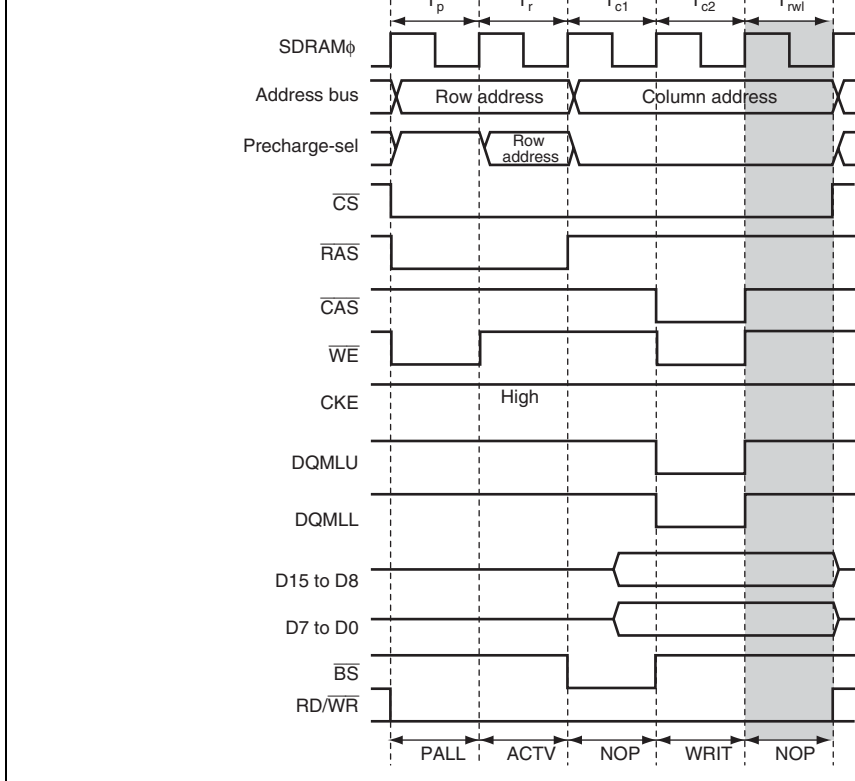 Tp Tr Tc1 Tc2 Trwl
SDRAMϕ
Address bus Row address Column address
Precharge-sel Row address
CS
RAS
CAS
WE
CKE High
DQMLU
DQMLL
D15 to D8
D7 to D0
BS
RD/WR
PALL ACTV NOP WRIT NOP